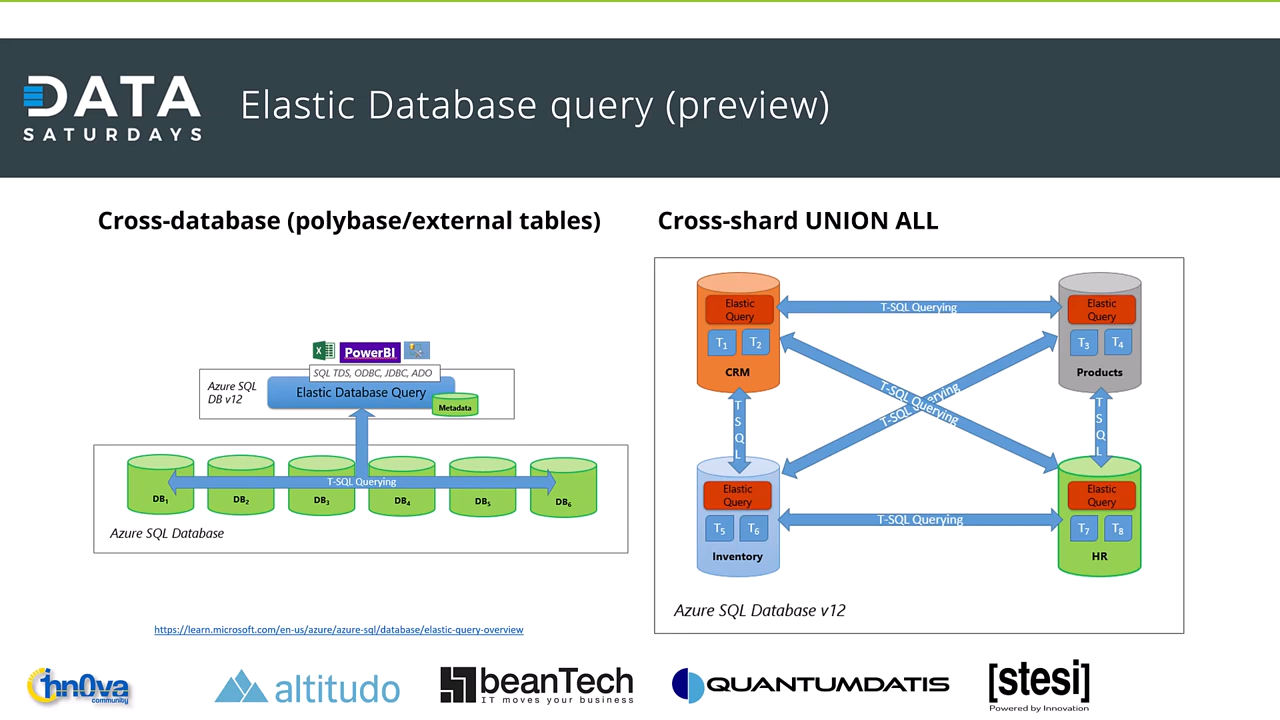 DATA
SATURDAYS
Elastic Database query (preview)
Cross-database (polybase/external tables)
PowerBI
SQL TDS, ODBC, JDBC, ADO
Azure SQL
DB v12
Elastic Database Query
Metadata
T-SQL Querying
DB1
DB2
DB3
DB4
DB5
DB6
Azure SQL Database
https://learn.microsoft.com/en-us/azure/azure-sql/database/elastic-query-overview
Cross-shard UNION ALL
Elastic
Query
T1
T2
CRM
T-SQL Querying
Elastic
Query
T3
T4
Products
T-SQL Querying
T-SQL Querying
TSQL
TSQL
Elastic
Query
T5
T6
Inventory
T-SQL Querying
Elastic
Query
T7
T8
HR
Azure SQL Database v12
1nn0va
community
altitudo
beanTech
IT moves your business
QUANTUMDATIS
[stesi]
Powered by Innovation